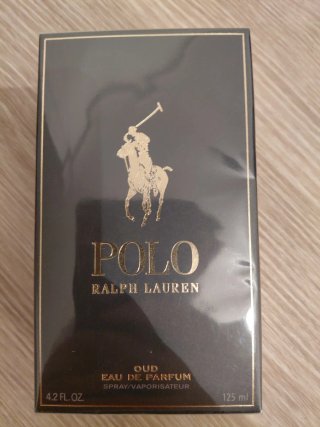 POLO
RALPH LAUREN
OUD
EAU DE PARFUM
SPRAY/VAPORISATEUR
4.2 FL. OZ. 125 ml